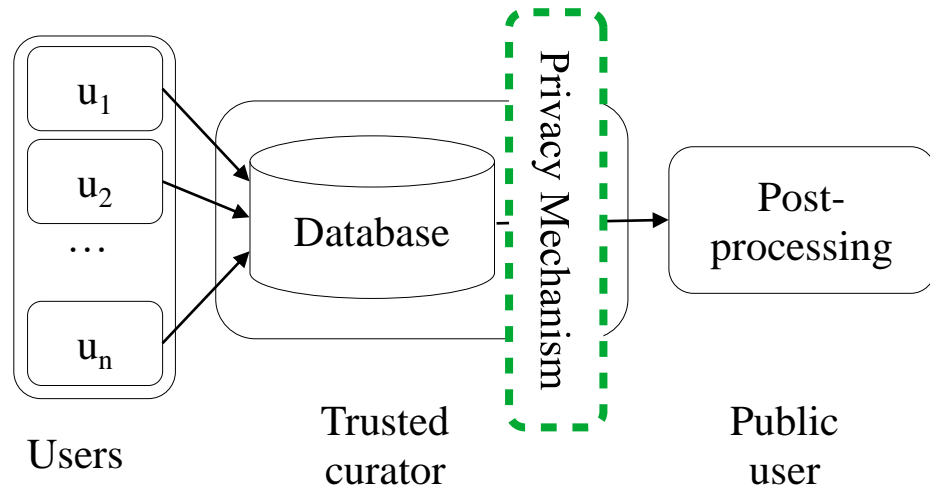 u1
u2
…
un
Users
Database
Trusted
curator
Privacy Mechanism
Post-
processing
Public
user